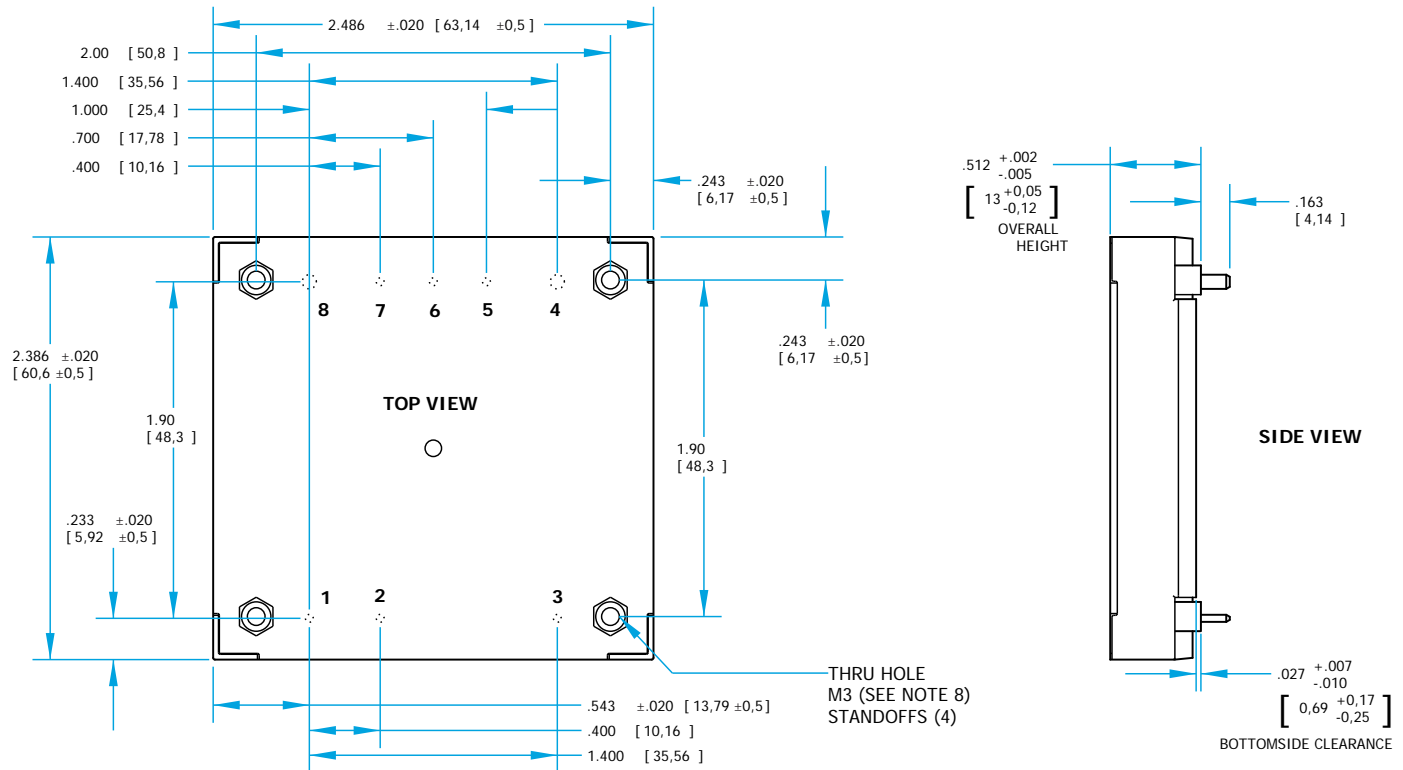 2.486 ±.020 [ 63,14 ±0,5 ]
2.00 [ 50,8 ]
1.400 [ 35,56 ]
1.000 [ 25,4 ]
.700 [ 17,78 ]
.400 [ 10,16 ]
.243 ±.020
[ 6,17 ±0,5 ]
.512 +.002
-.005
[ 13 +0,05
-0,12 ]
OVERALL
HEIGHT
.163
[ 4,14 ]
8 7 6 5 4
2.386 ±.020
[ 60,6 ±0,5 ]
.243 ±.020
[ 6,17 ±0,5 ]
TOP VIEW
1.90
[ 48,3 ]
1.90
[ 48,3 ]
SIDE VIEW
.233 ±.020
[ 5,92 ±0,5 ]
1 2 3
THRU HOLE
M3 (SEE NOTE 8)
STANDOFFS (4)
.543 ±.020 [ 13,79 ±0,5 ]
.400 [ 10,16 ]
1.400 [ 35,56 ]
.027 +.007
-.010
[ 0,69 +0,17
-0,25 ]
BOTTOMSIDE CLEARANCE